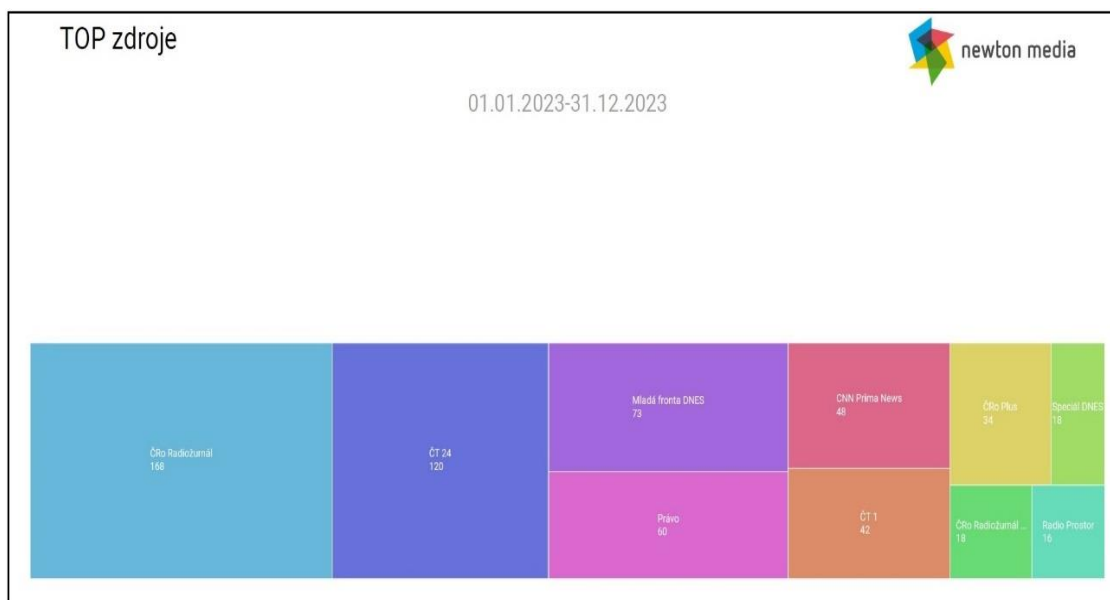 TOP zdroje
newton media
01.01.2023-31.12.2023
ČRo Radiožurnál
168
ČT 24
120
Mladá fronta DNES
73
Právo
60
CNN Prima News
48
ČT 1
42
ČRo Plus
34
Speciál DNES
18
ČRo Radiožurnál ...
18
Radio Prostor
16